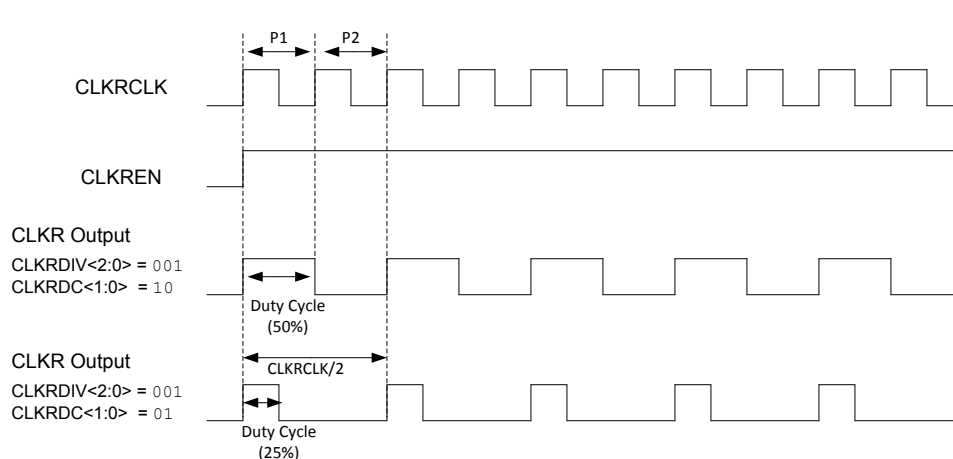 P1
P2
CLKRCLK
CLKREN
CLKR Output
CLKRDIV<2:0> = 001
CLKRDC<1:0> = 10
Duty Cycle
(50%)
CLKR Output
CLKRCLK/2
CLKRDIV<2:0> = 001
CLKRDC<1:0> = 01
Duty Cycle
(25%)